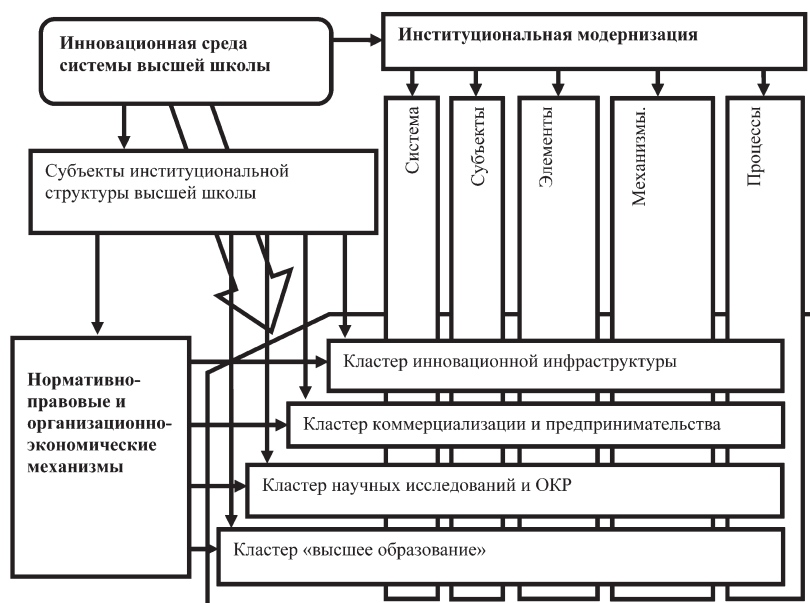 Инновационная среда
системы высшей школы
Институциональная модернизация
Субъекты институциональной
структуры высшей школы
Система
Субъекты
Элементы
Механизмы.
Процессы
Нормативно-
правовые и
организационно-
экономические
механизмы
Кластер инновационной инфраструктуры
Кластер коммерциализации и предпринимательства
Кластер научных исследований и ОКР
Кластер «высшее образование»